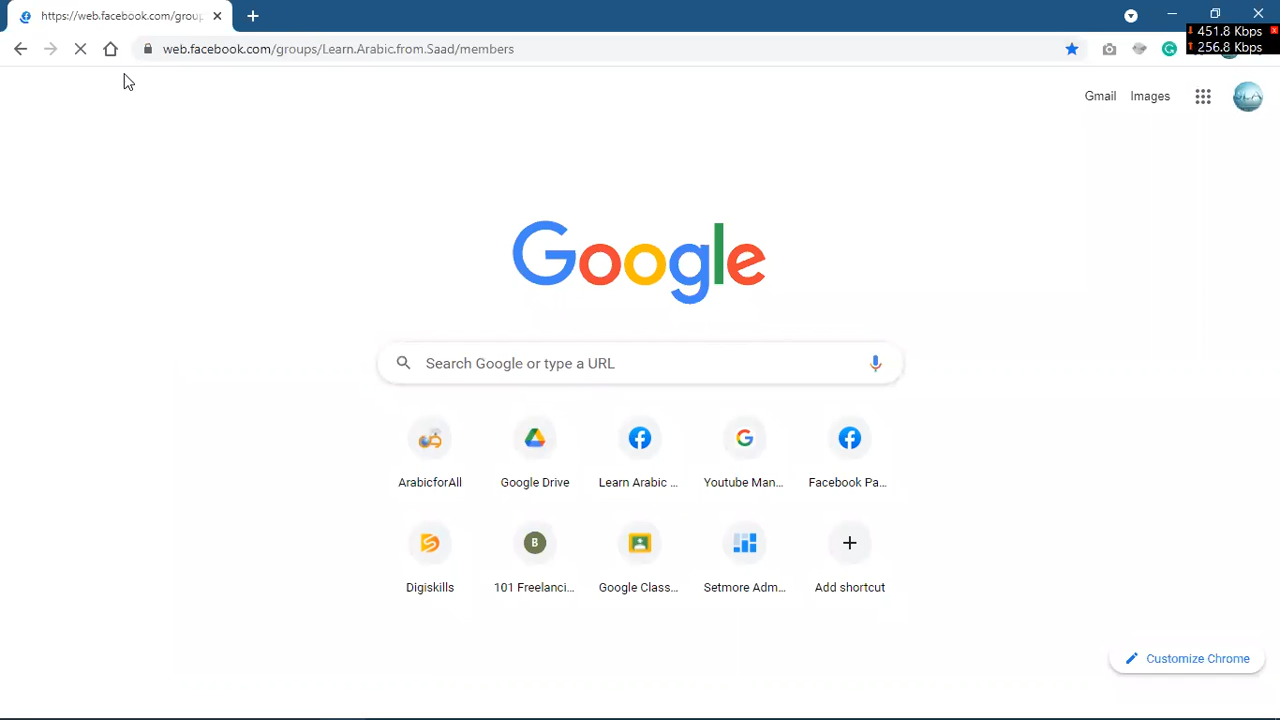 https://web.facebook.com/grou
web.facebook.com/groups/Learn.Arabic.from.Saad/members
451.8 Kbps
256.8 Kbps
Gmail Images
Google
Search Google or type a URL
ArabicforAll Google Drive Learn Arabic ... Youtube Man... Facebook Pa...
B
Digiskills 101 Freelanci... Google Class... Setmore Adm... Add shortcut
Customize Chrome